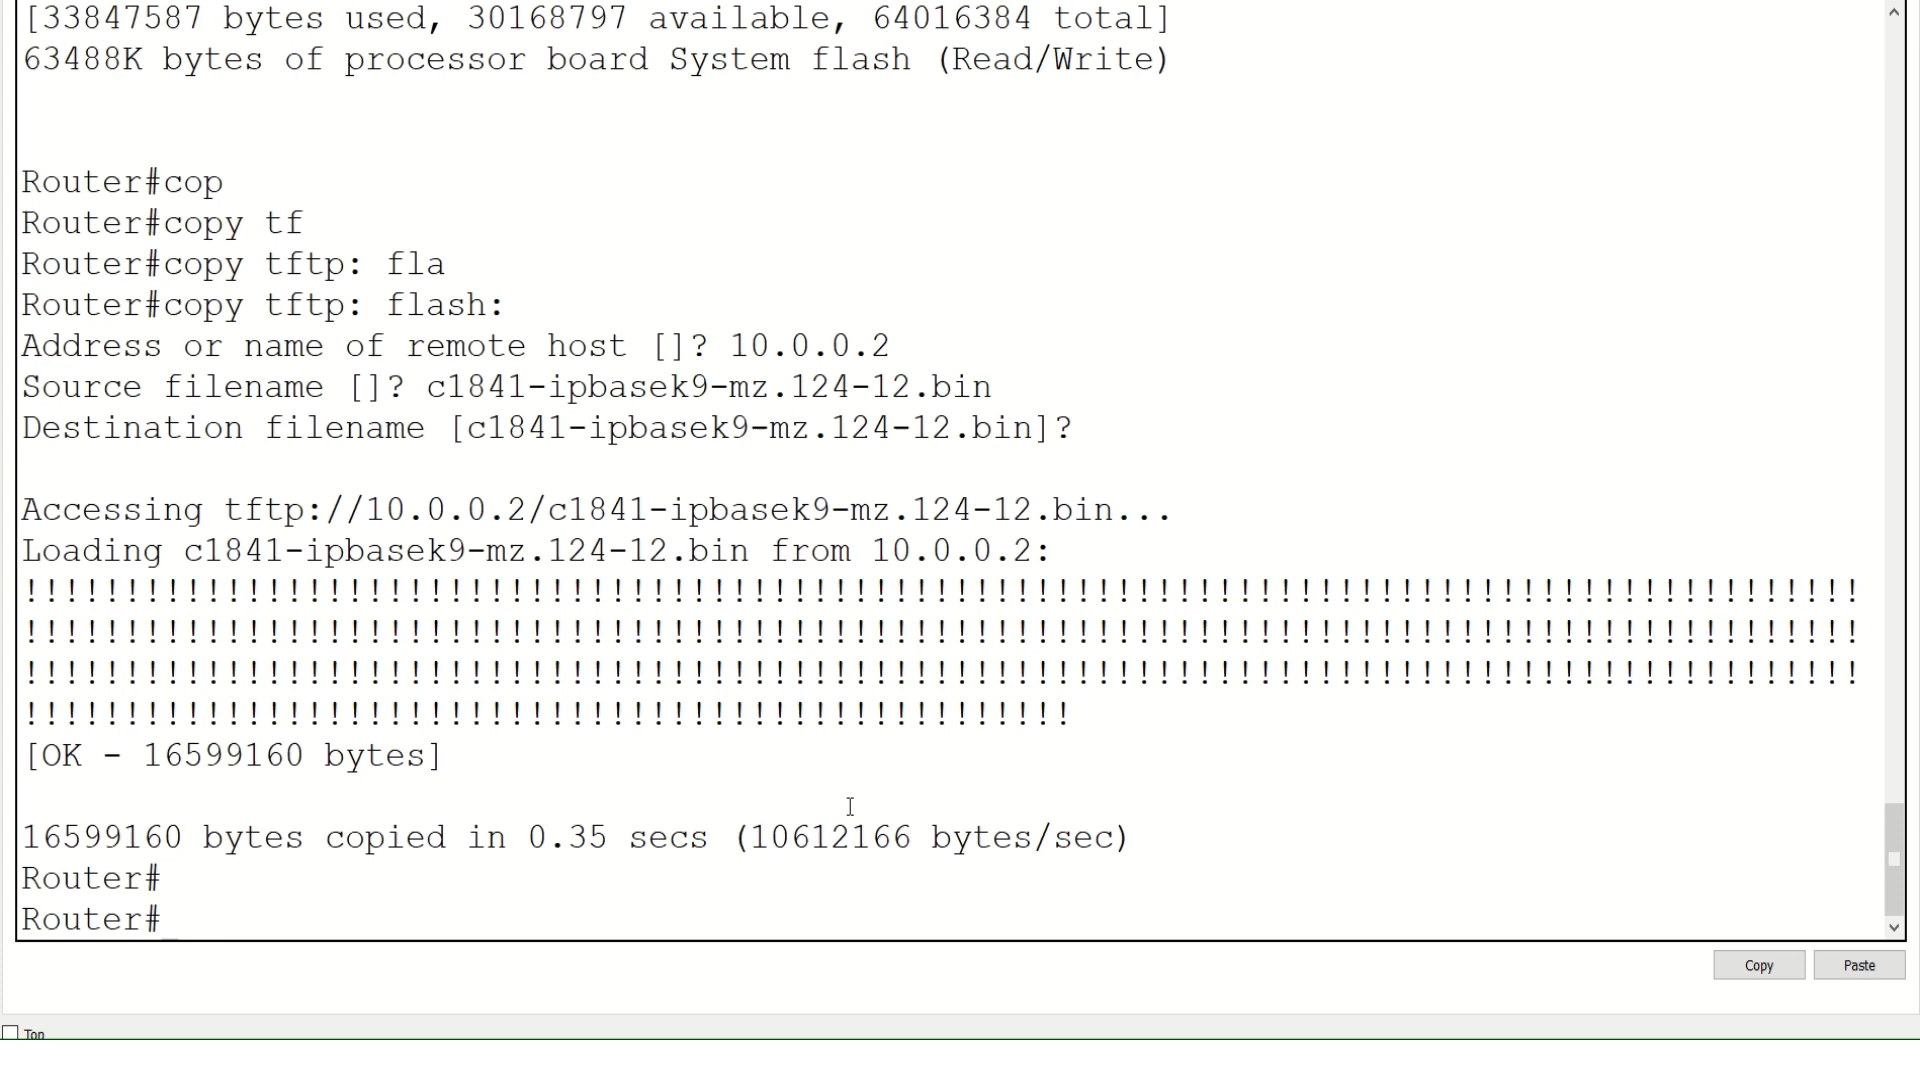 [33847587 bytes used, 30168797 available, 64016384 total]
63488K bytes of processor board System flash (Read/Write)
Router#cop
Router#copy tf
Router#copy tftp: fla
Router#copy tftp: flash:
Address or name of remote host []? 10.0.0.2
Source filename []? c1841-ipbasek9-mz.124-12.bin
Destination filename [c1841-ipbasek9-mz.124-12.bin]?
Accessing tftp://10.0.0.2/c1841-ipbasek9-mz.124-12.bin...
Loading c1841-ipbasek9-mz.124-12.bin from 10.0.0.2:
!!!!!!!!!!!!!!!!!!!!!!!!!!!!!!!!!!!!!!!!!!!!!!!!!!!!!!!!!!!!!!!!!!!!!!!!!!!!!!!!!!!!!!!!!!!
!!!!!!!!!!!!!!!!!!!!!!!!!!!!!!!!!!!!!!!!!!!!!!!!!!!!!!!!!!!!!!!!!!!!!!!!!!!!!!!!!!!!!!!!!!!
!!!!!!!!!!!!!!!!!!!!!!!!!!!!!!!!!!!!!!!!!!!!!!!!!!!!!!!!!!!!!!!!!!!!!!!!!!!!!!!!!!!!!!!!!!!
!!!!!!!!!!!!!!!!!!!!!!!!!!!!!!!!!!!!!!!!!!!!!!!!!!!!
[OK - 16599160 bytes]
16599160 bytes copied in 0.35 secs (10612166 bytes/sec)
Router#
Router#
Copy Paste
Top